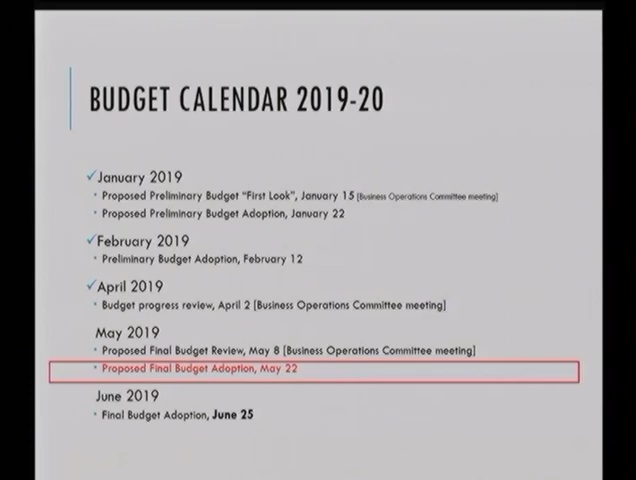 BUDGET CALENDAR 2019-20
✓January 2019
• Proposed Preliminary Budget “First Look”, January 15 [Business Operations Committee meeting]
• Proposed Preliminary Budget Adoption, January 22
✓February 2019
• Preliminary Budget Adoption, February 12
✓April 2019
• Budget progress review, April 2 [Business Operations Committee meeting]
May 2019
• Proposed Final Budget Review, May 8 [Business Operations Committee meeting]
• Proposed Final Budget Adoption, May 22
June 2019
• Final Budget Adoption, June 25